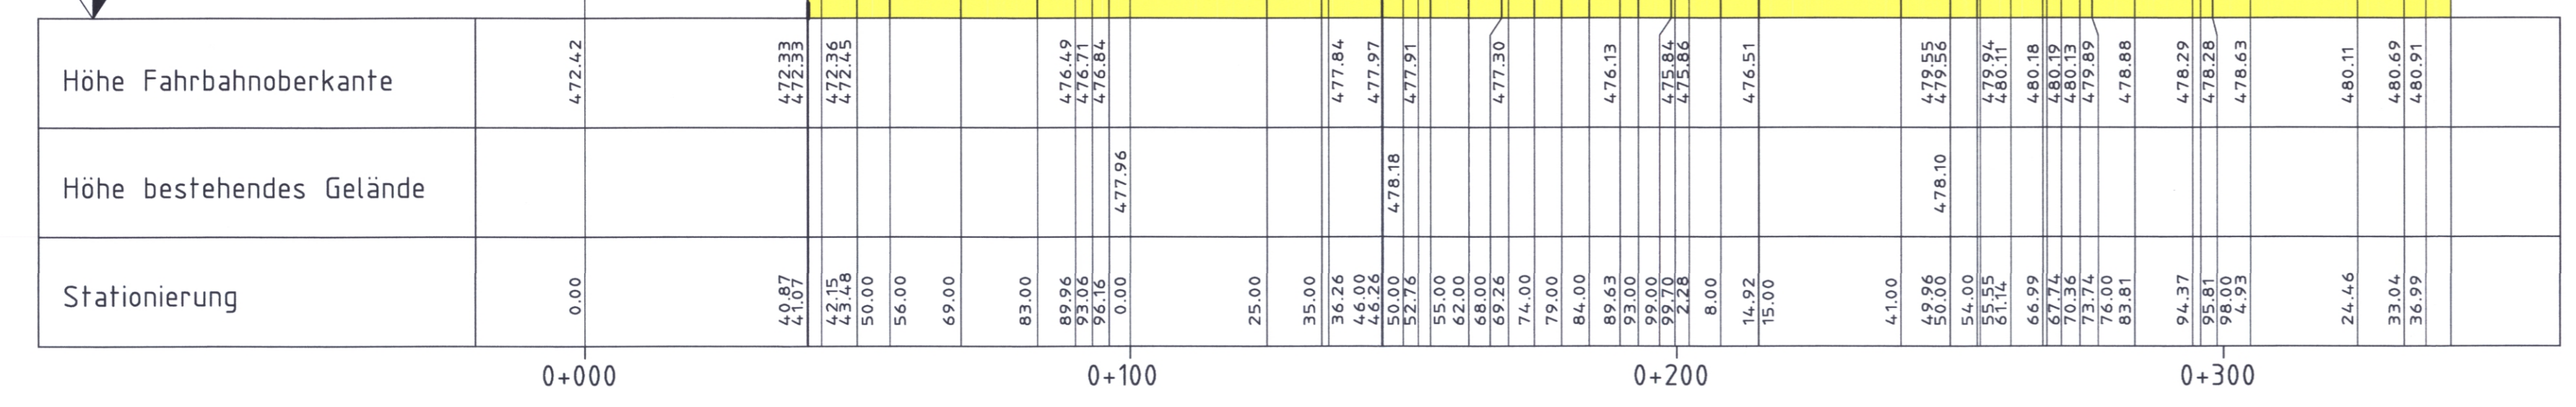 Höhe Fahrbahnoberkante 472.42 472.33 472.33 472.36 472.45 476.49 476.71 476.84 477.84 477.97 477.91 477.30 476.13 475.84 475.86 476.51 479.55 479.56 479.94 480.11 480.18 480.19 480.13 479.89 478.88 478.29 478.28 478.63 480.11 480.69 480.91
Höhe bestehendes Gelände 477.96 478.18 478.10
Stationierung 0.00 40.87 41.07 42.15 43.48 50.00 56.00 69.00 83.00 89.96 93.06 96.16 0.00 25.00 35.00 36.26 46.00 46.26 50.00 52.76 55.00 62.00 68.00 69.26 74.00 79.00 84.00 89.63 93.00 99.00 99.70 2.28 8.00 14.92 15.00 41.00 49.96 50.00 54.00 55.55 61.14 66.99 67.74 70.36 73.74 76.00 83.81 94.37 95.81 98.00 4.93 24.46 33.04 36.99
0+000 0+100 0+200 0+300